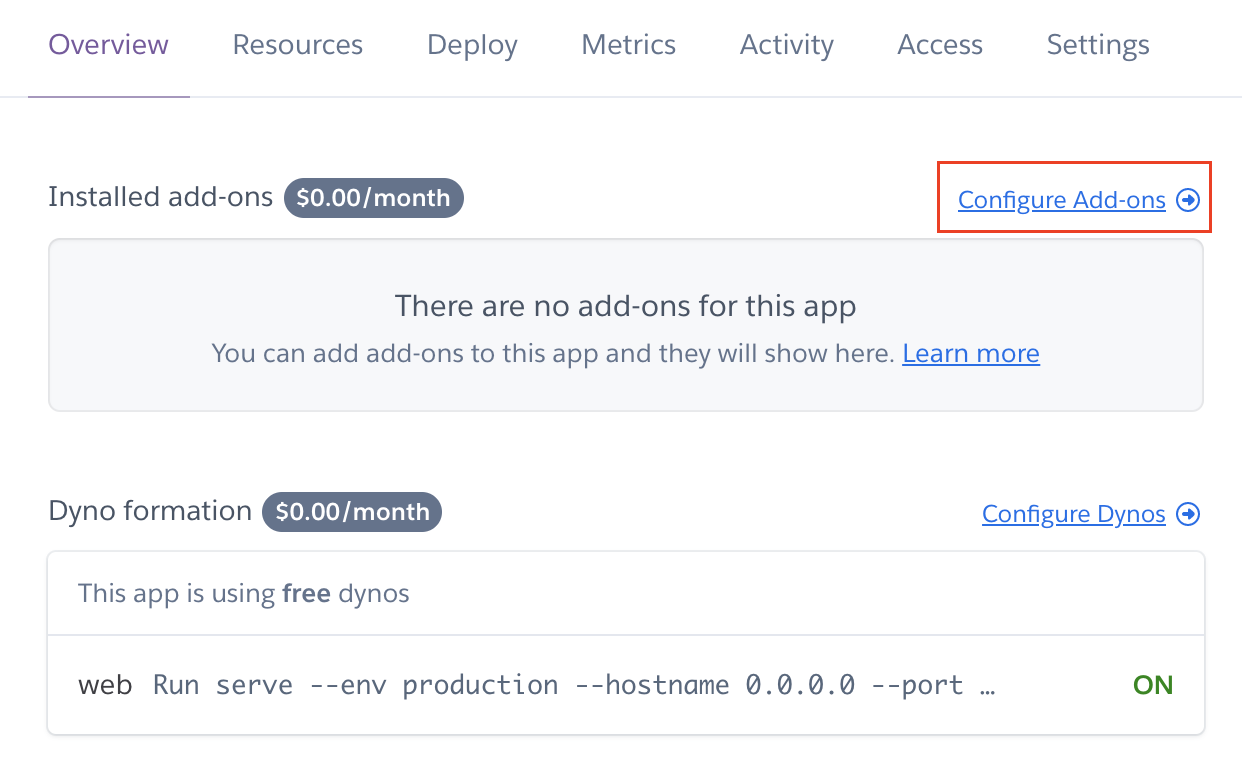 Overview Resources Deploy Metrics Activity Access Settings
Installed add-ons $0.00/month Configure Add-ons
There are no add-ons for this app
You can add add-ons to this app and they will show here. Learn more
Dyno formation $0.00/month Configure Dynos
This app is using free dynos
web Run serve --env production --hostname 0.0.0.0 --port … ON